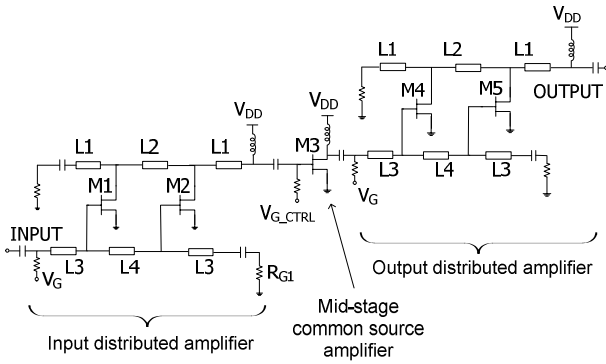 VDD
L1
L2
L1
M4
M5
OUTPUT
VDD
VDD
L1
L2
L1
M3
M1
M2
VG_CTRL
VG
L3
L4
L3
INPUT
VG
L3
L4
L3
RG1
Output distributed amplifier
Mid-stage
common source
amplifier
Input distributed amplifier